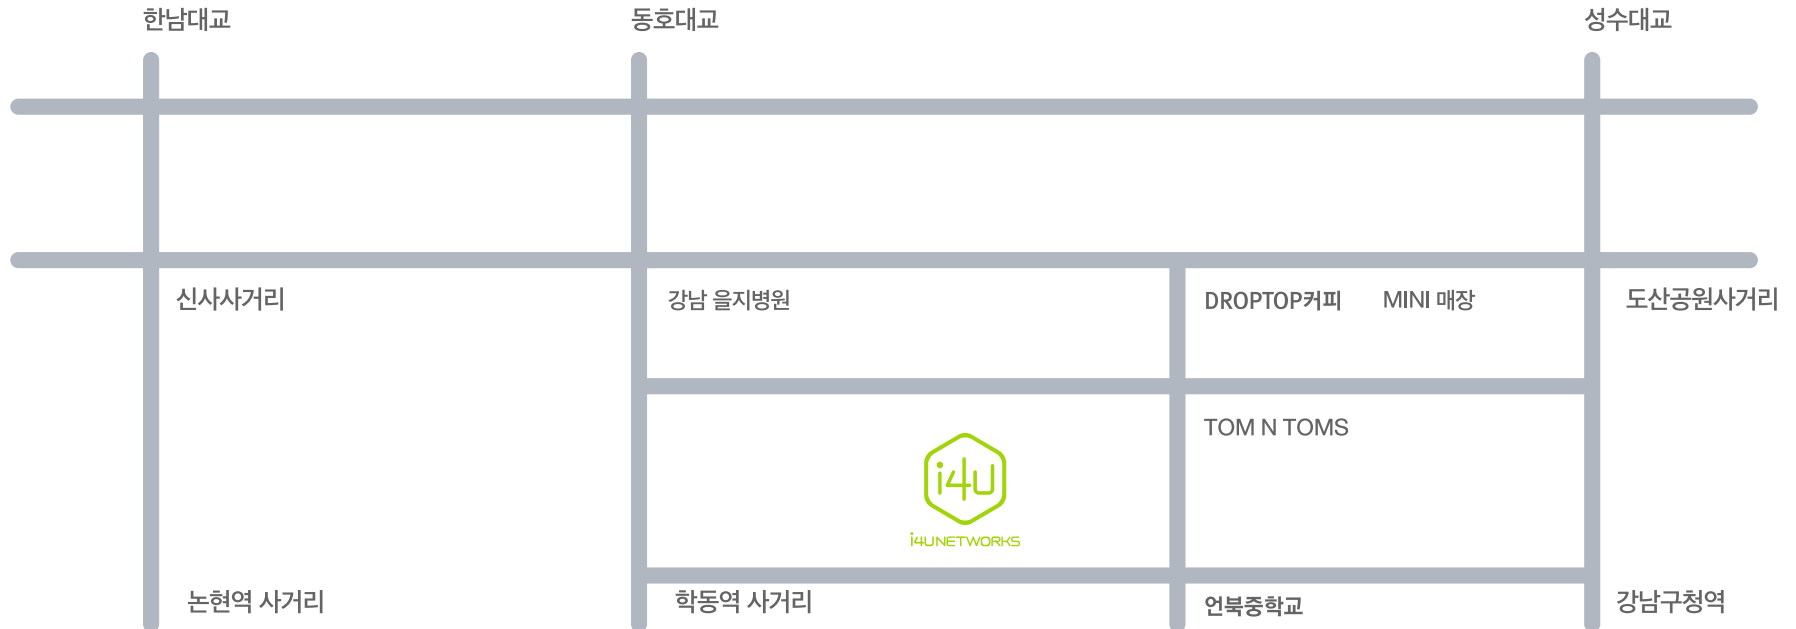 한남대교
동호대교
성수대교
신사사거리
강남 을지병원
DROPTOP커피
MINI 매장
도산공원사거리
TOM N TOMS
i4u
i4UNETWORKS
논현역 사거리
학동역 사거리
언북중학교
강남구청역